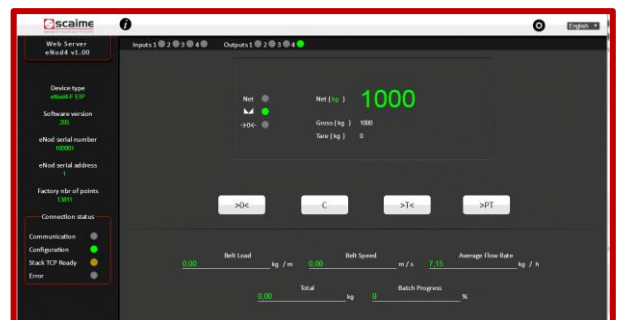 scaime
i
English
Web Server
eNod4 v1.00
Inputs 1 2 3 4 Outputs 1 2 3 4
Device type
eNod4-F EIP
Software version
206
eNod serial number
100001
eNod serial address
1
Factory nbr of points
13811
Connection status
Communication
Configuration
Stack TCP Ready
Error
Net
>0<
Net ( kg ) 1000
Gross ( kg ) 1000
Tare ( kg ) 0
>0< C >T< >PT
Belt Load Belt Speed Average Flow Rate
0,00 kg / m 0,00 m / s 7,15 kg / h
Total Batch Progress
0,00 kg 0 %